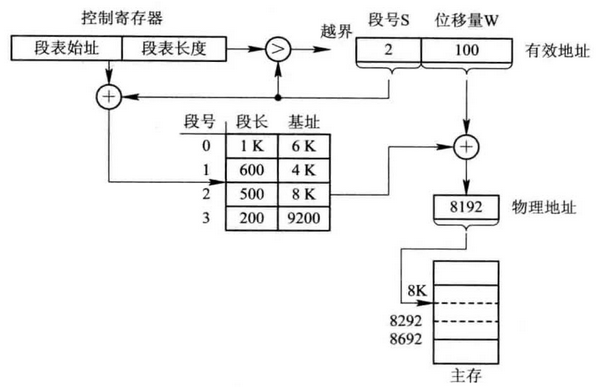 控制寄存器
段表始址 段表长度
>
越界
段号S 位移量W
2 100
有效地址
+
段号 段长 基址
0 1 K 6 K
1 600 4 K
2 500 8 K
3 200 9200
+
8192
物理地址
8K
8292
8692
主存